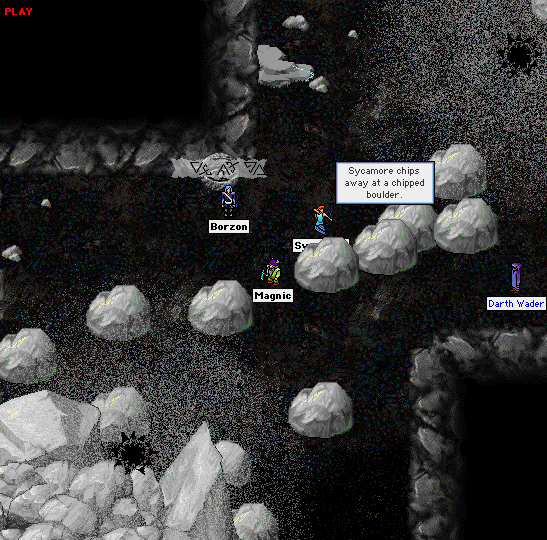 PLAY
Sycamore chips
away at a chipped
boulder.
Borzon
Magnic
Darth Wader